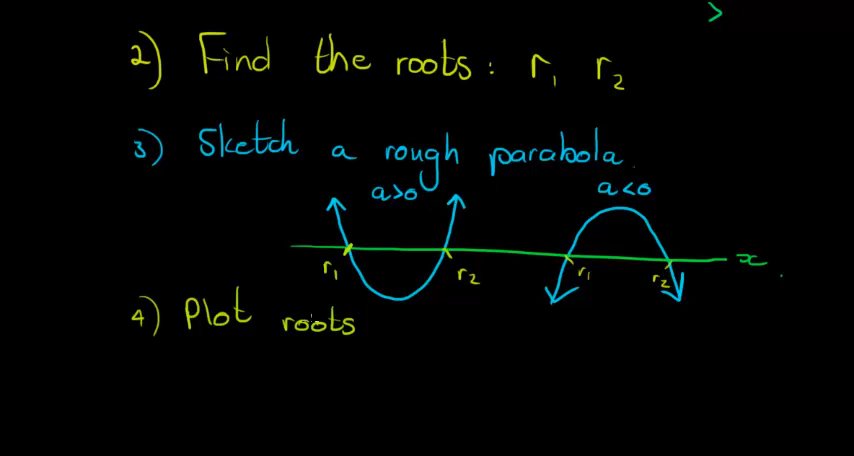 >
2) Find the roots: r₁ r₂
3) Sketch a rough parabola.
a>0 a<0
x
r₁ r₂ r₁ r₂
4) Plot roots